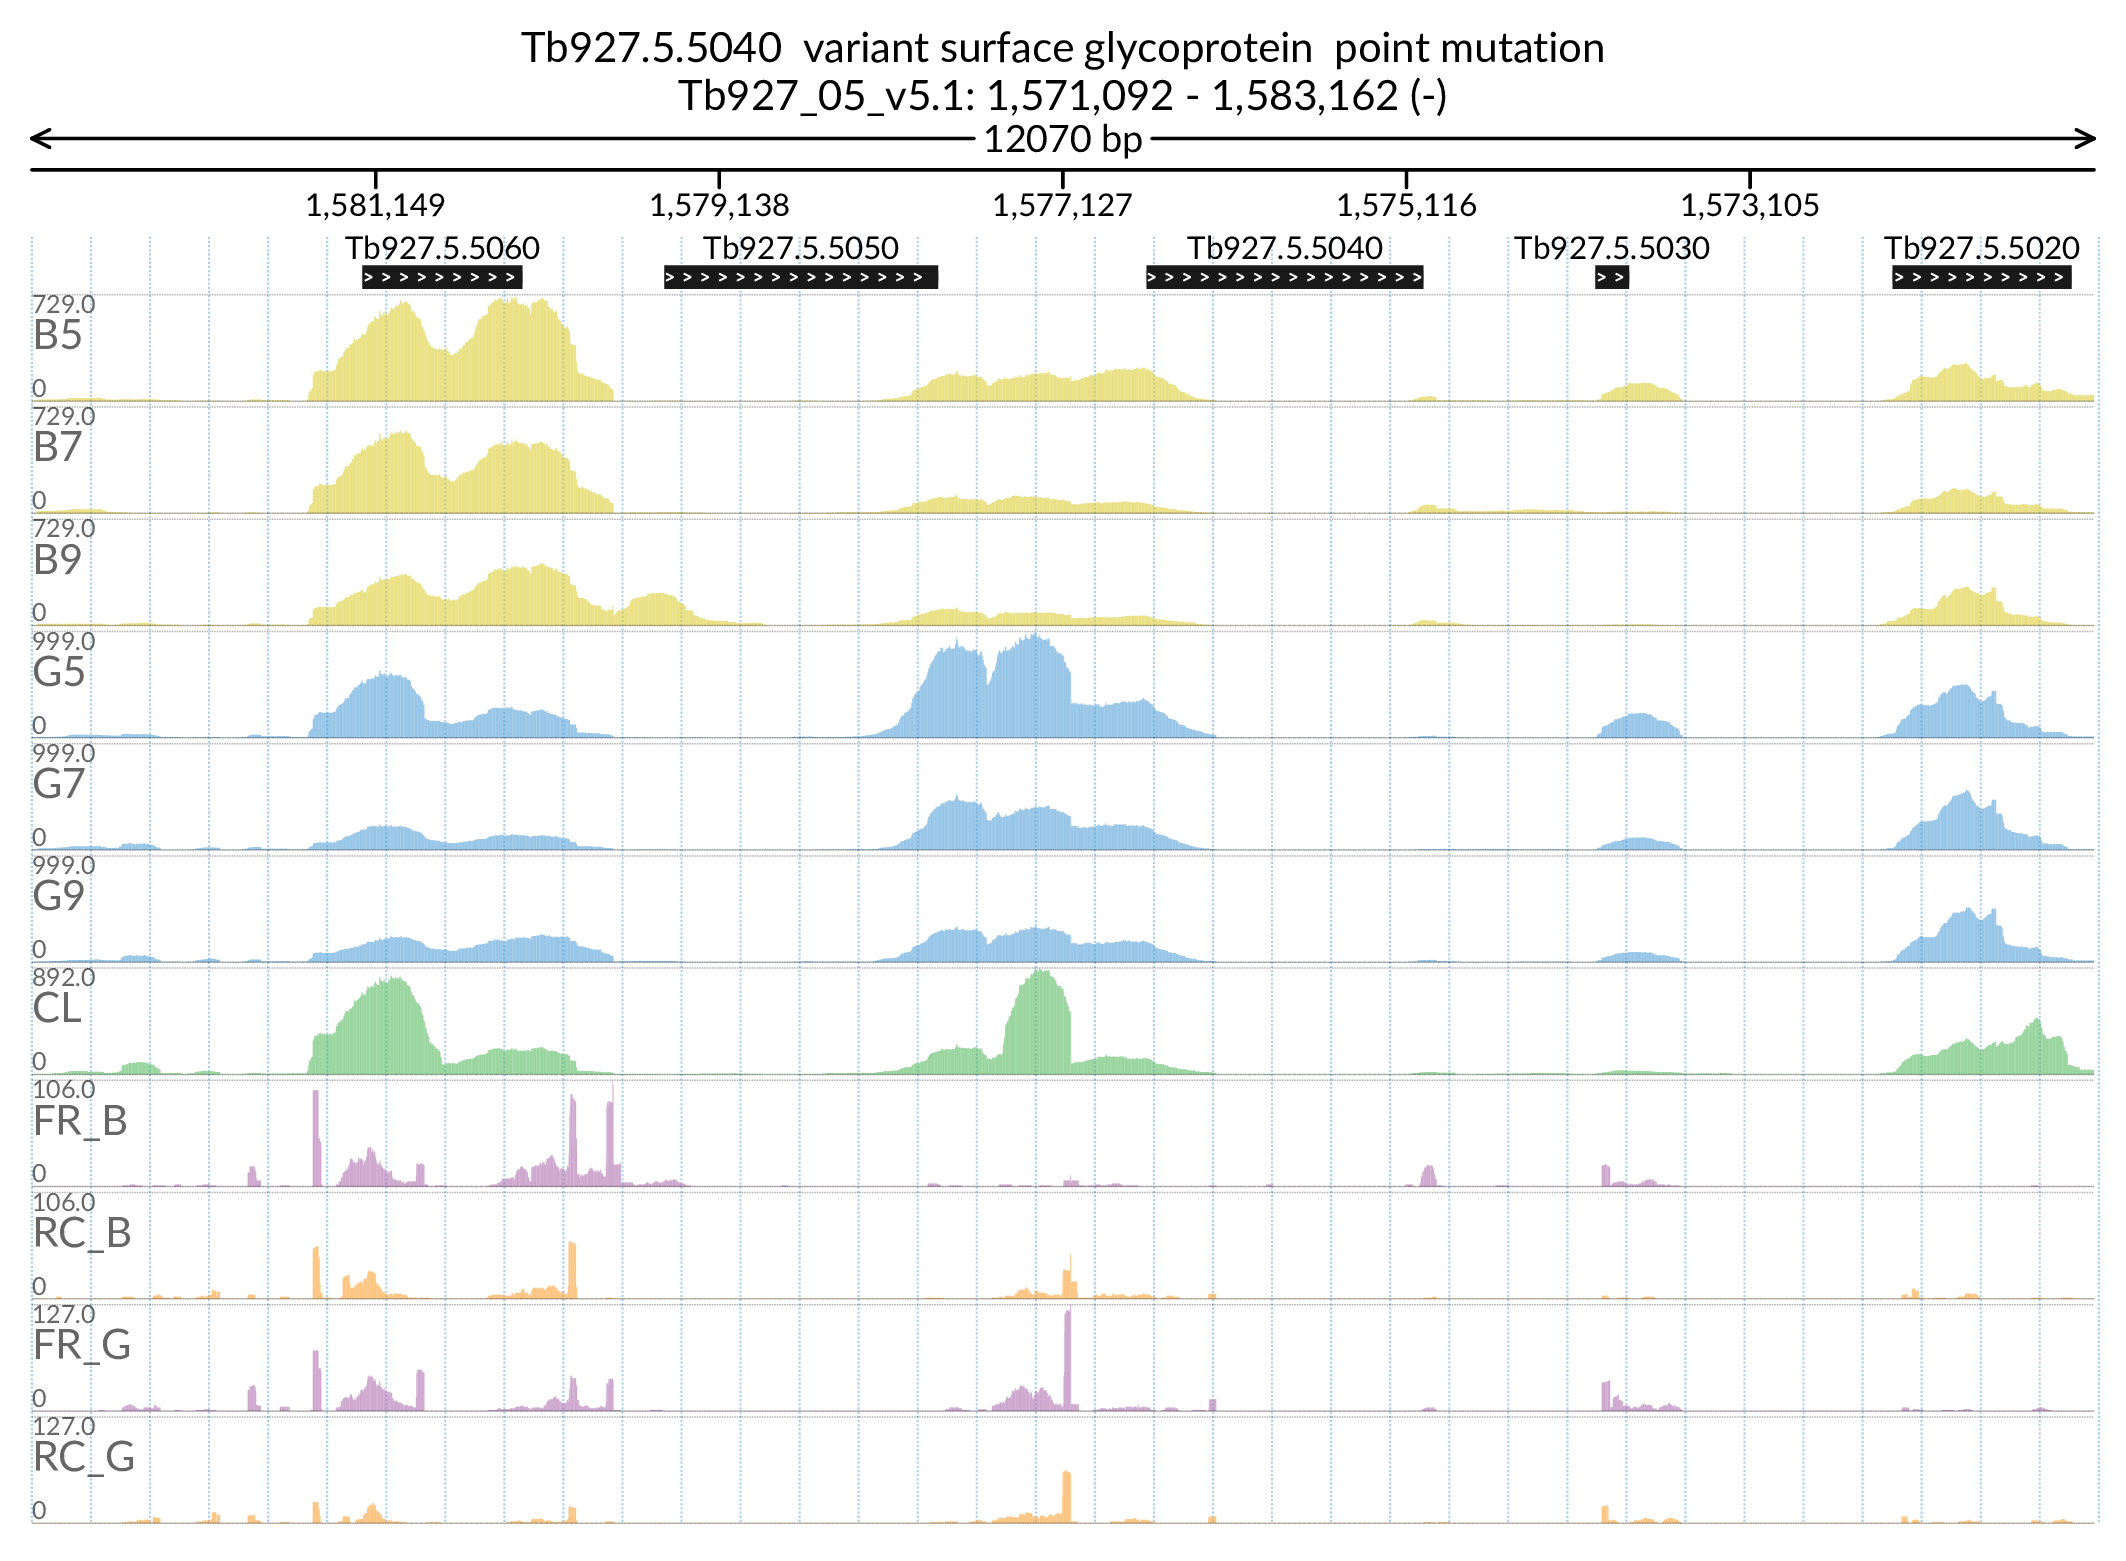 Tb927.5.5040  variant surface glycoprotein  point mutation
Tb927_05_v5.1: 1,571,092 - 1,583,162 (-)
12070 bp
1,581,149 1,579,138 1,577,127 1,575,116 1,573,105
Tb927.5.5060 Tb927.5.5050 Tb927.5.5040 Tb927.5.5030 Tb927.5.5020
729.0
B5
0
729.0
B7
0
729.0
B9
0
999.0
G5
0
999.0
G7
0
999.0
G9
0
892.0
CL
0
106.0
FR_B
0
106.0
RC_B
0
127.0
FR_G
0
127.0
RC_G
0